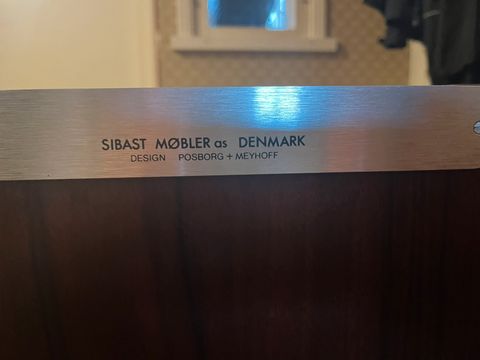 SIBAST MØBLER as DENMARK
DESIGN POSBORG + MEYHOFF